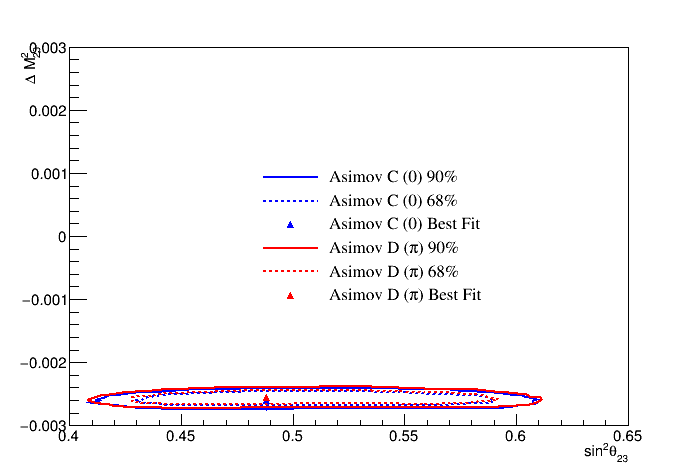 0.003
Δ M²₂₃
0.002
0.001
0
−0.001
−0.002
−0.003
Asimov C (0) 90%
Asimov C (0) 68%
Asimov C (0) Best Fit
Asimov D (π) 90%
Asimov D (π) 68%
Asimov D (π) Best Fit
0.4 0.45 0.5 0.55 0.6 0.65
sin²θ₂₃